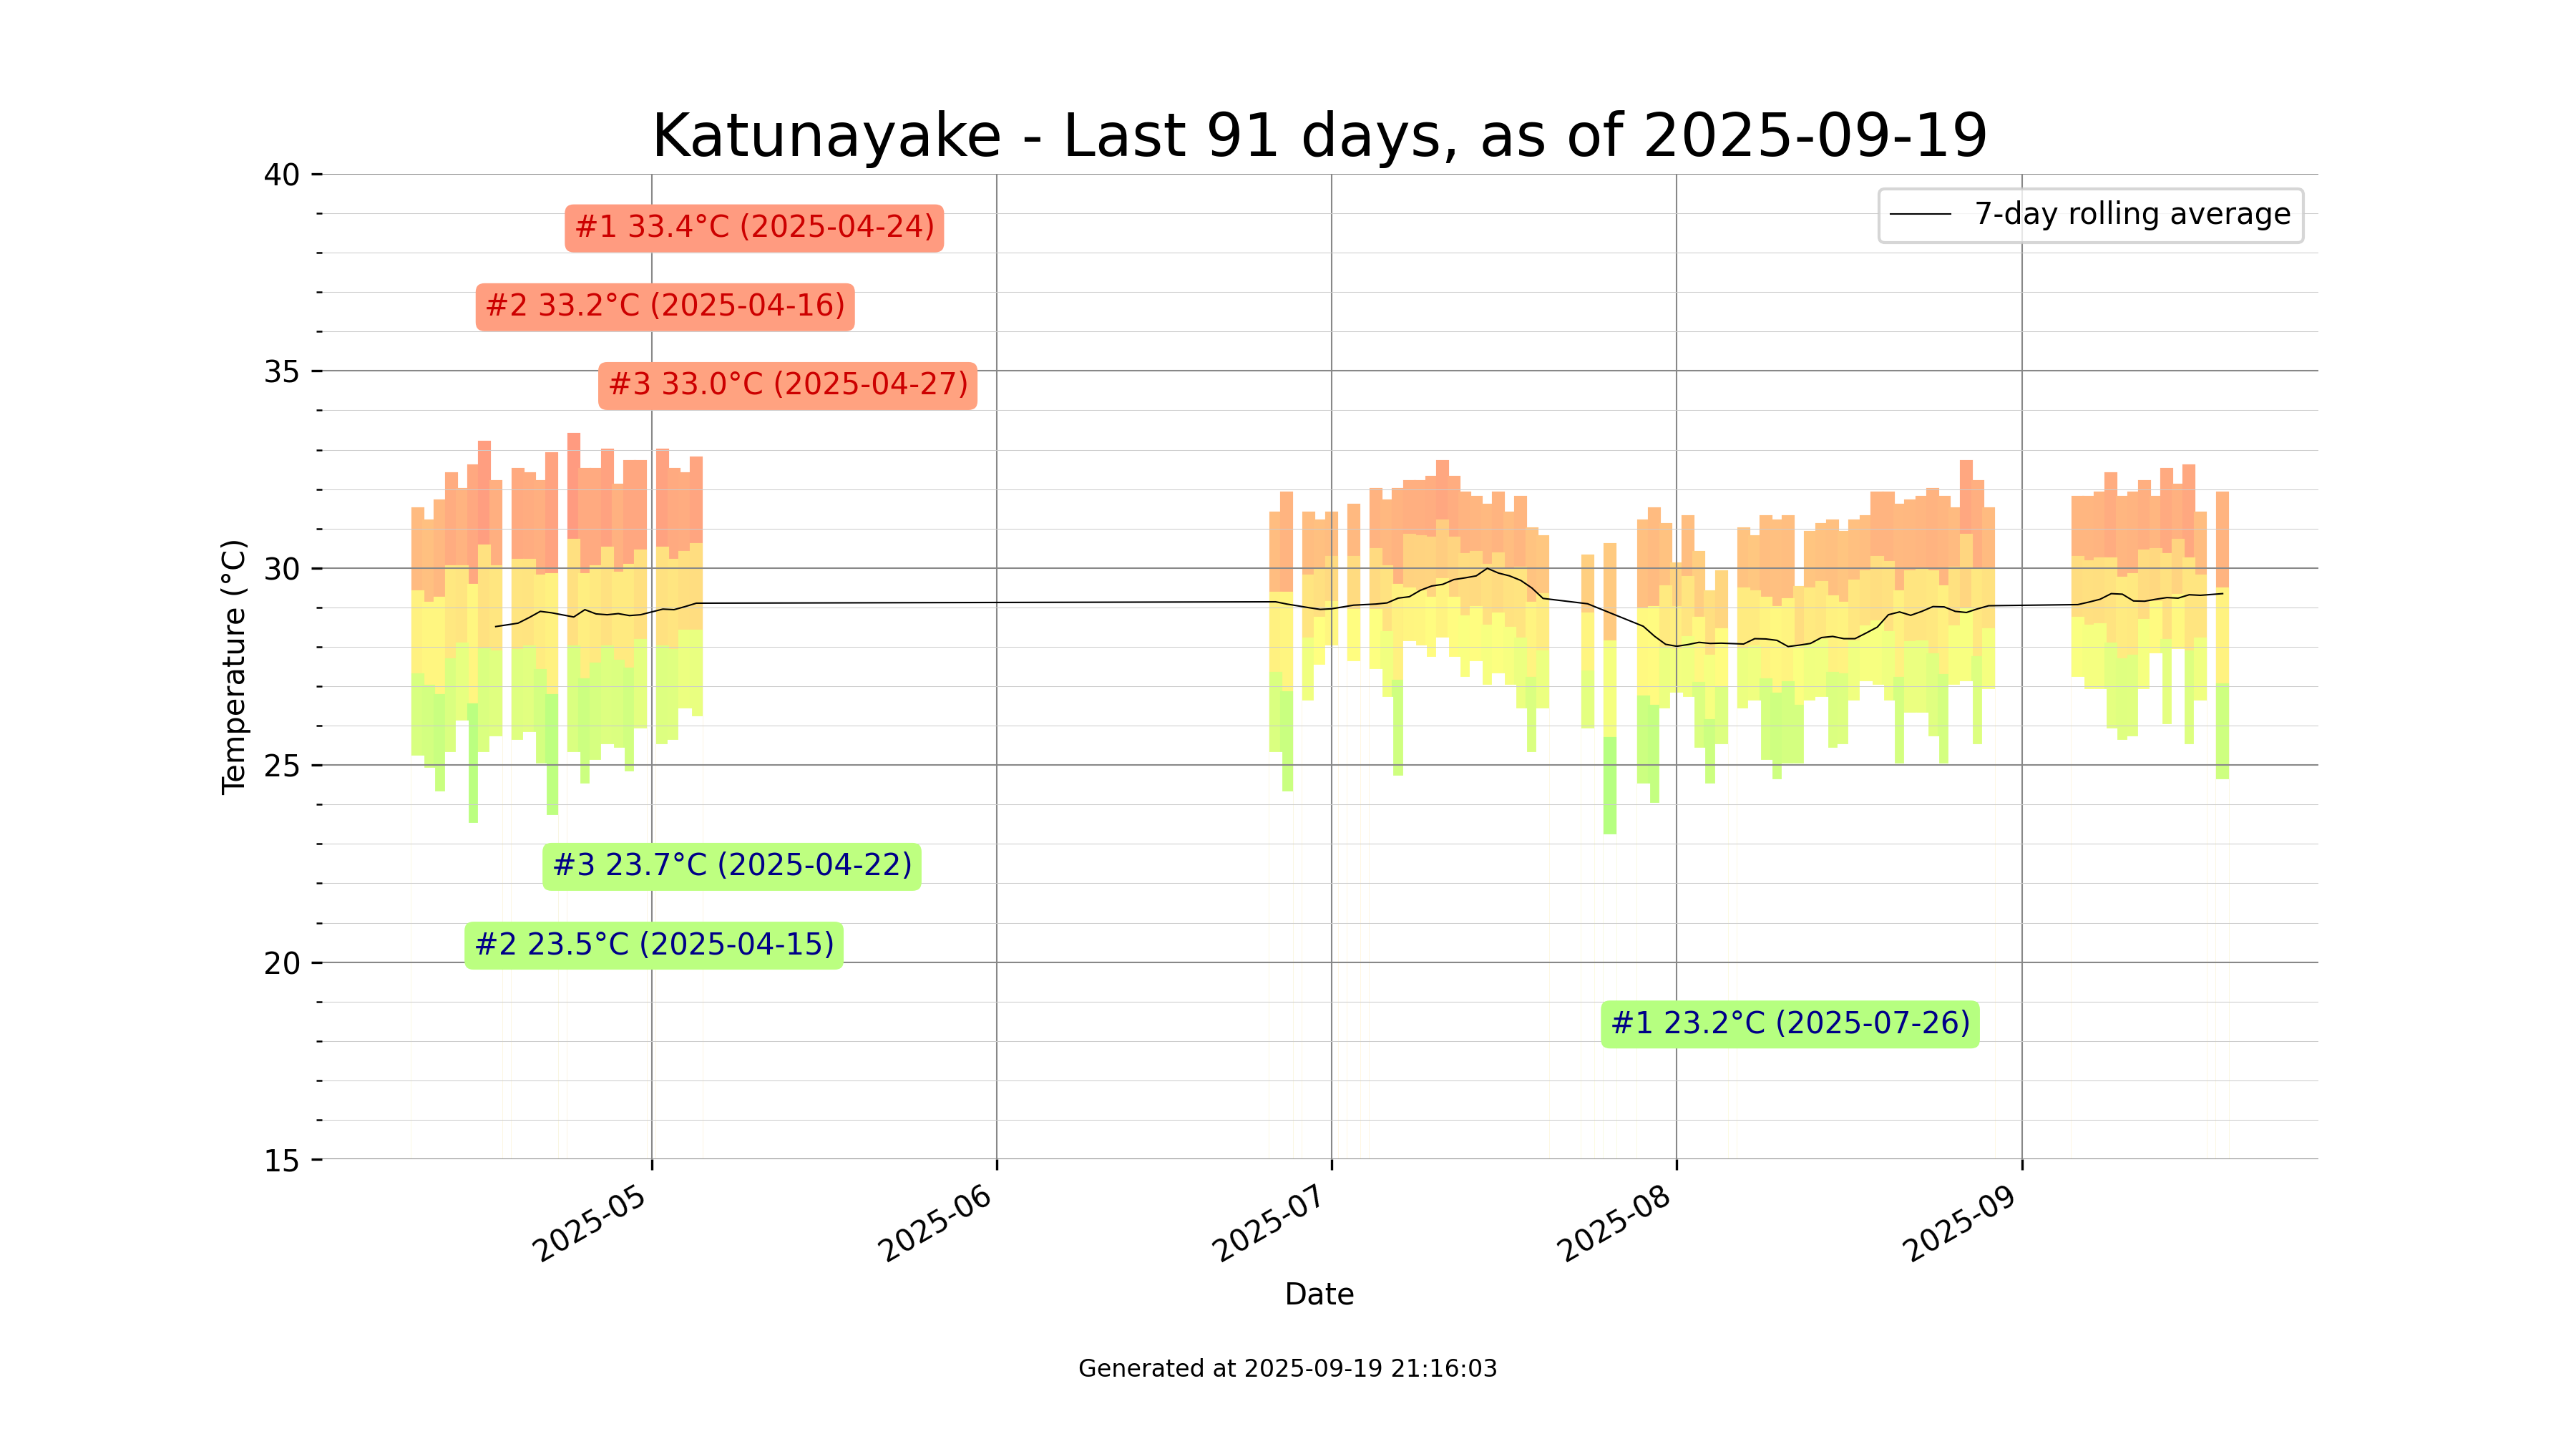 Katunayake - Last 91 days, as of 2025-09-19
7-day rolling average
#1 33.4°C (2025-04-24)
#2 33.2°C (2025-04-16)
#3 33.0°C (2025-04-27)
#3 23.7°C (2025-04-22)
#2 23.5°C (2025-04-15)
#1 23.2°C (2025-07-26)
Temperature (°C)
40
35
30
25
20
15
2025-05
2025-06
2025-07
2025-08
2025-09
Date
Generated at 2025-09-19 21:16:03